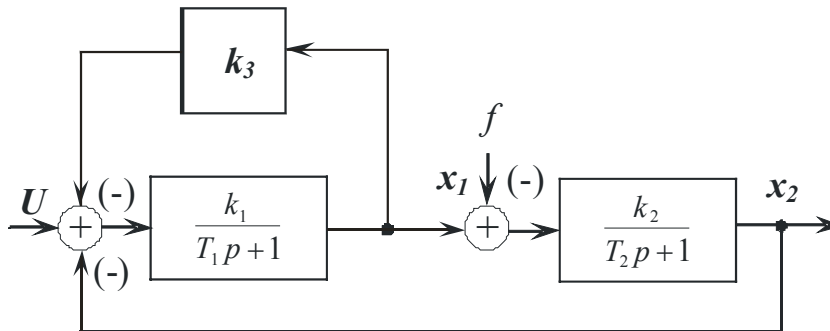 k₃
f
U
(-)
+
(-)
k₁
T₁p+1
x₁
(-)
+
k₂
T₂p+1
x₂